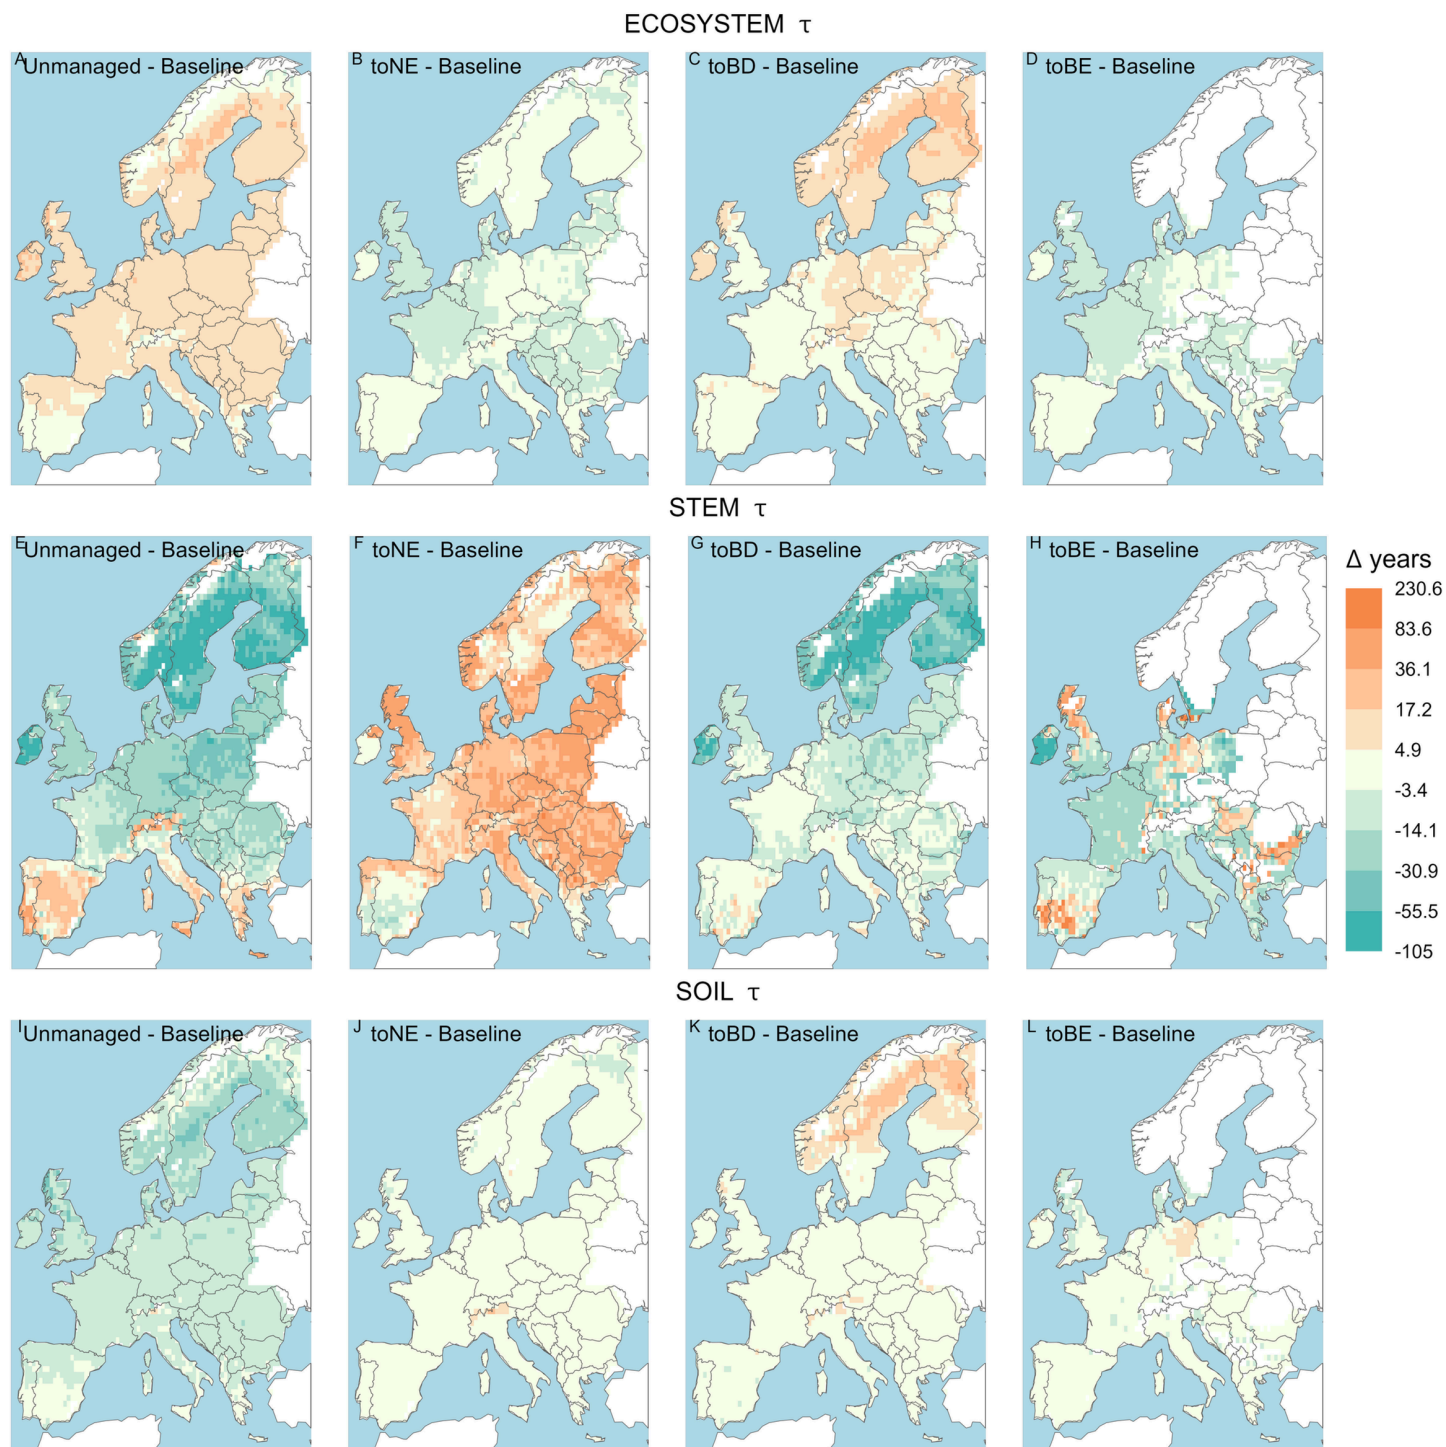 ECOSYSTEM τ
A Unmanaged - Baseline
B toNE - Baseline
C toBD - Baseline
D toBE - Baseline
STEM τ
E Unmanaged - Baseline
F toNE - Baseline
G toBD - Baseline
H toBE - Baseline
Δ years
230.6
83.6
36.1
17.2
4.9
-3.4
-14.1
-30.9
-55.5
-105
SOIL τ
I Unmanaged - Baseline
J toNE - Baseline
K toBD - Baseline
L toBE - Baseline